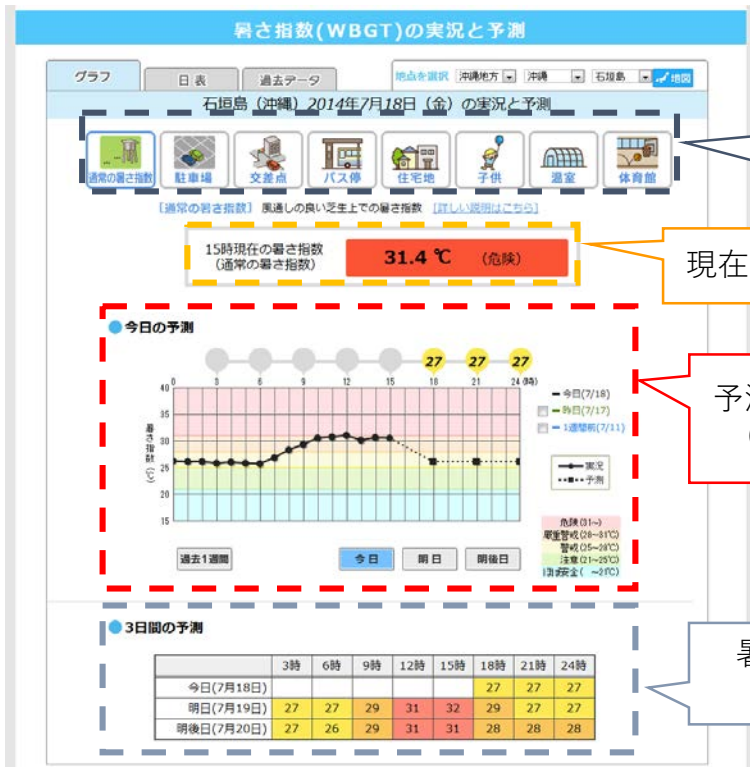 暑さ指数(WBGT)の実況と予測
グラフ 日表 過去データ 地点を選択 沖縄地方 沖縄 石垣島 地図
石垣島（沖縄）2014年7月18日（金）の実況と予測
通常の暑さ指数 駐車場 交差点 バス停 住宅地 子供 温室 体育館
[通常の暑さ指数] 風通しの良い芝生上での暑さ指数 [詳しい説明はこちら]
15時現在の暑さ指数
（通常の暑さ指数）
31.4 ℃ （危険）
現在
●今日の予測
27 27 27
0 3 6 9 12 15 18 21 24 (時)
40
35
30
25
20
15
暑さ指数(℃)
今日(7/18)
昨日(7/17)
1週間前(7/11)
実況
予測
予
危険(31~)
厳重警戒(28~31℃)
警戒(25~28℃)
注意(21~25℃)
ほぼ安全( ~21℃)
過去1週間 今日 明日 明後日
●3日間の予測
暑
3時 6時 9時 12時 15時 18時 21時 24時
今日(7月18日) 27 27 27
明日(7月19日) 27 27 29 31 32 29 27 27
明後日(7月20日) 27 26 29 31 31 28 28 28